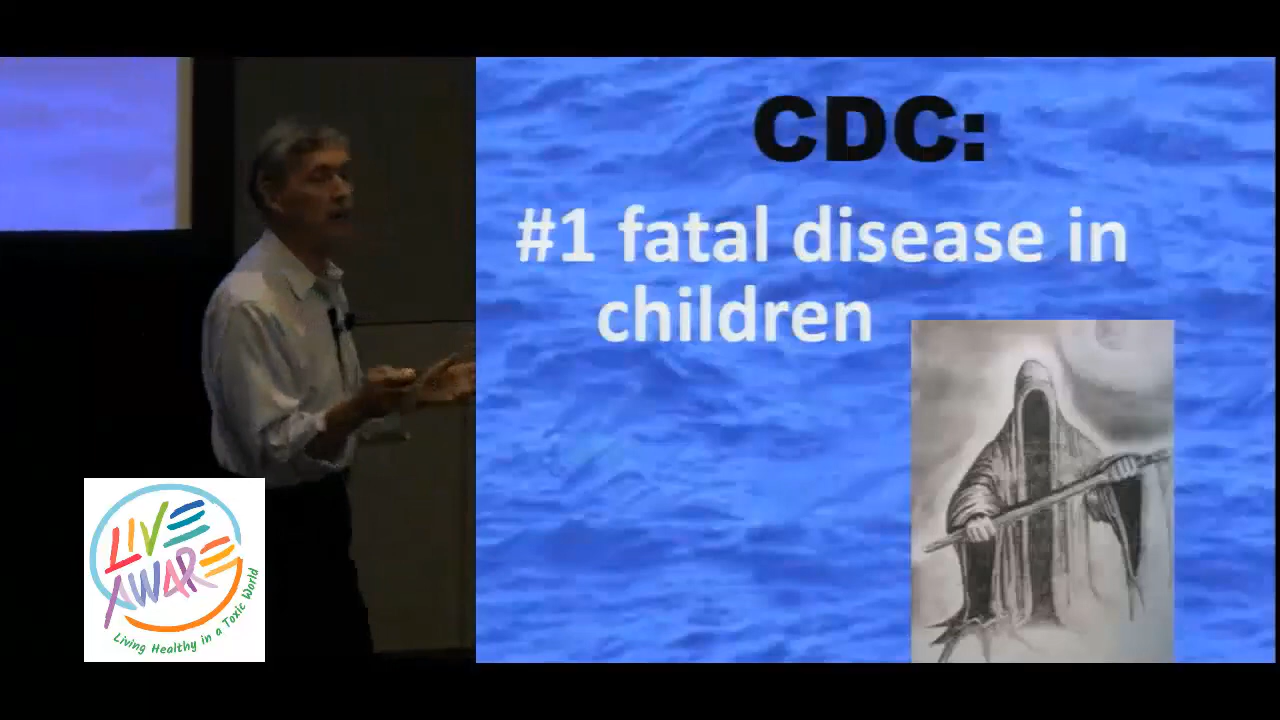 CDC:
#1 fatal disease in
children
LIVE
AWARE
Living Healthy in a Toxic World